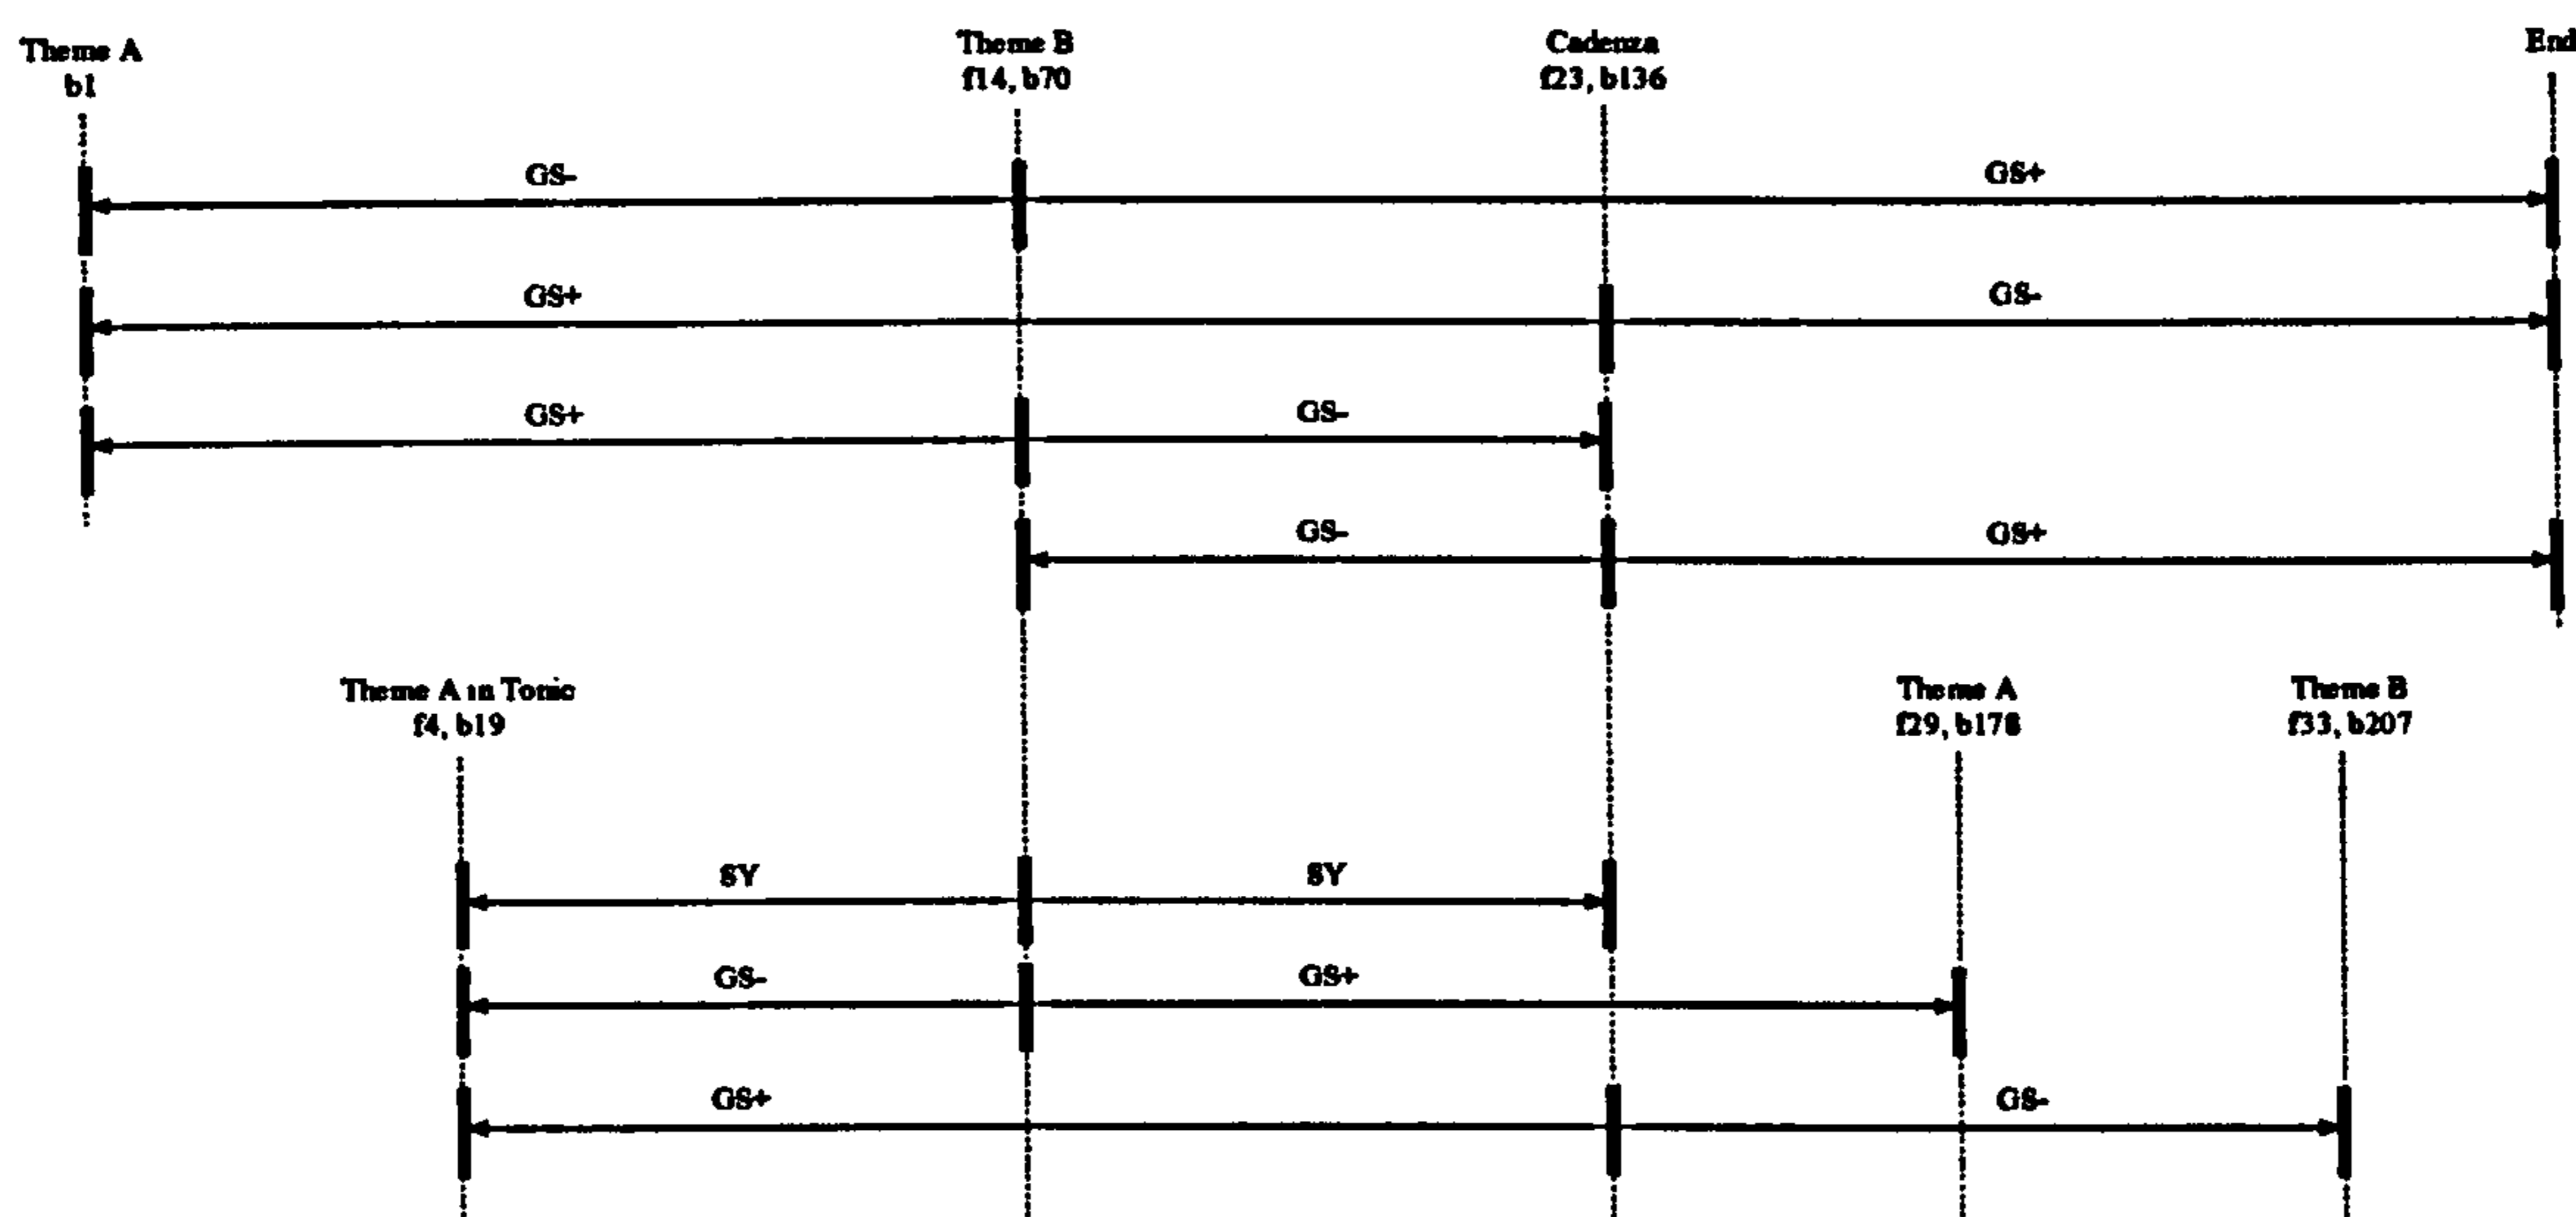 Theme A
b1
Theme B
f14, b70
Cadenza
f23, b136
End
GS- GS+
GS+ GS-
GS+ GS-
GS- GS+
Theme A in Tonic
f4, b19
Theme A
f29, b178
Theme B
f33, b207
SY SY
GS- GS+
GS+ GS-